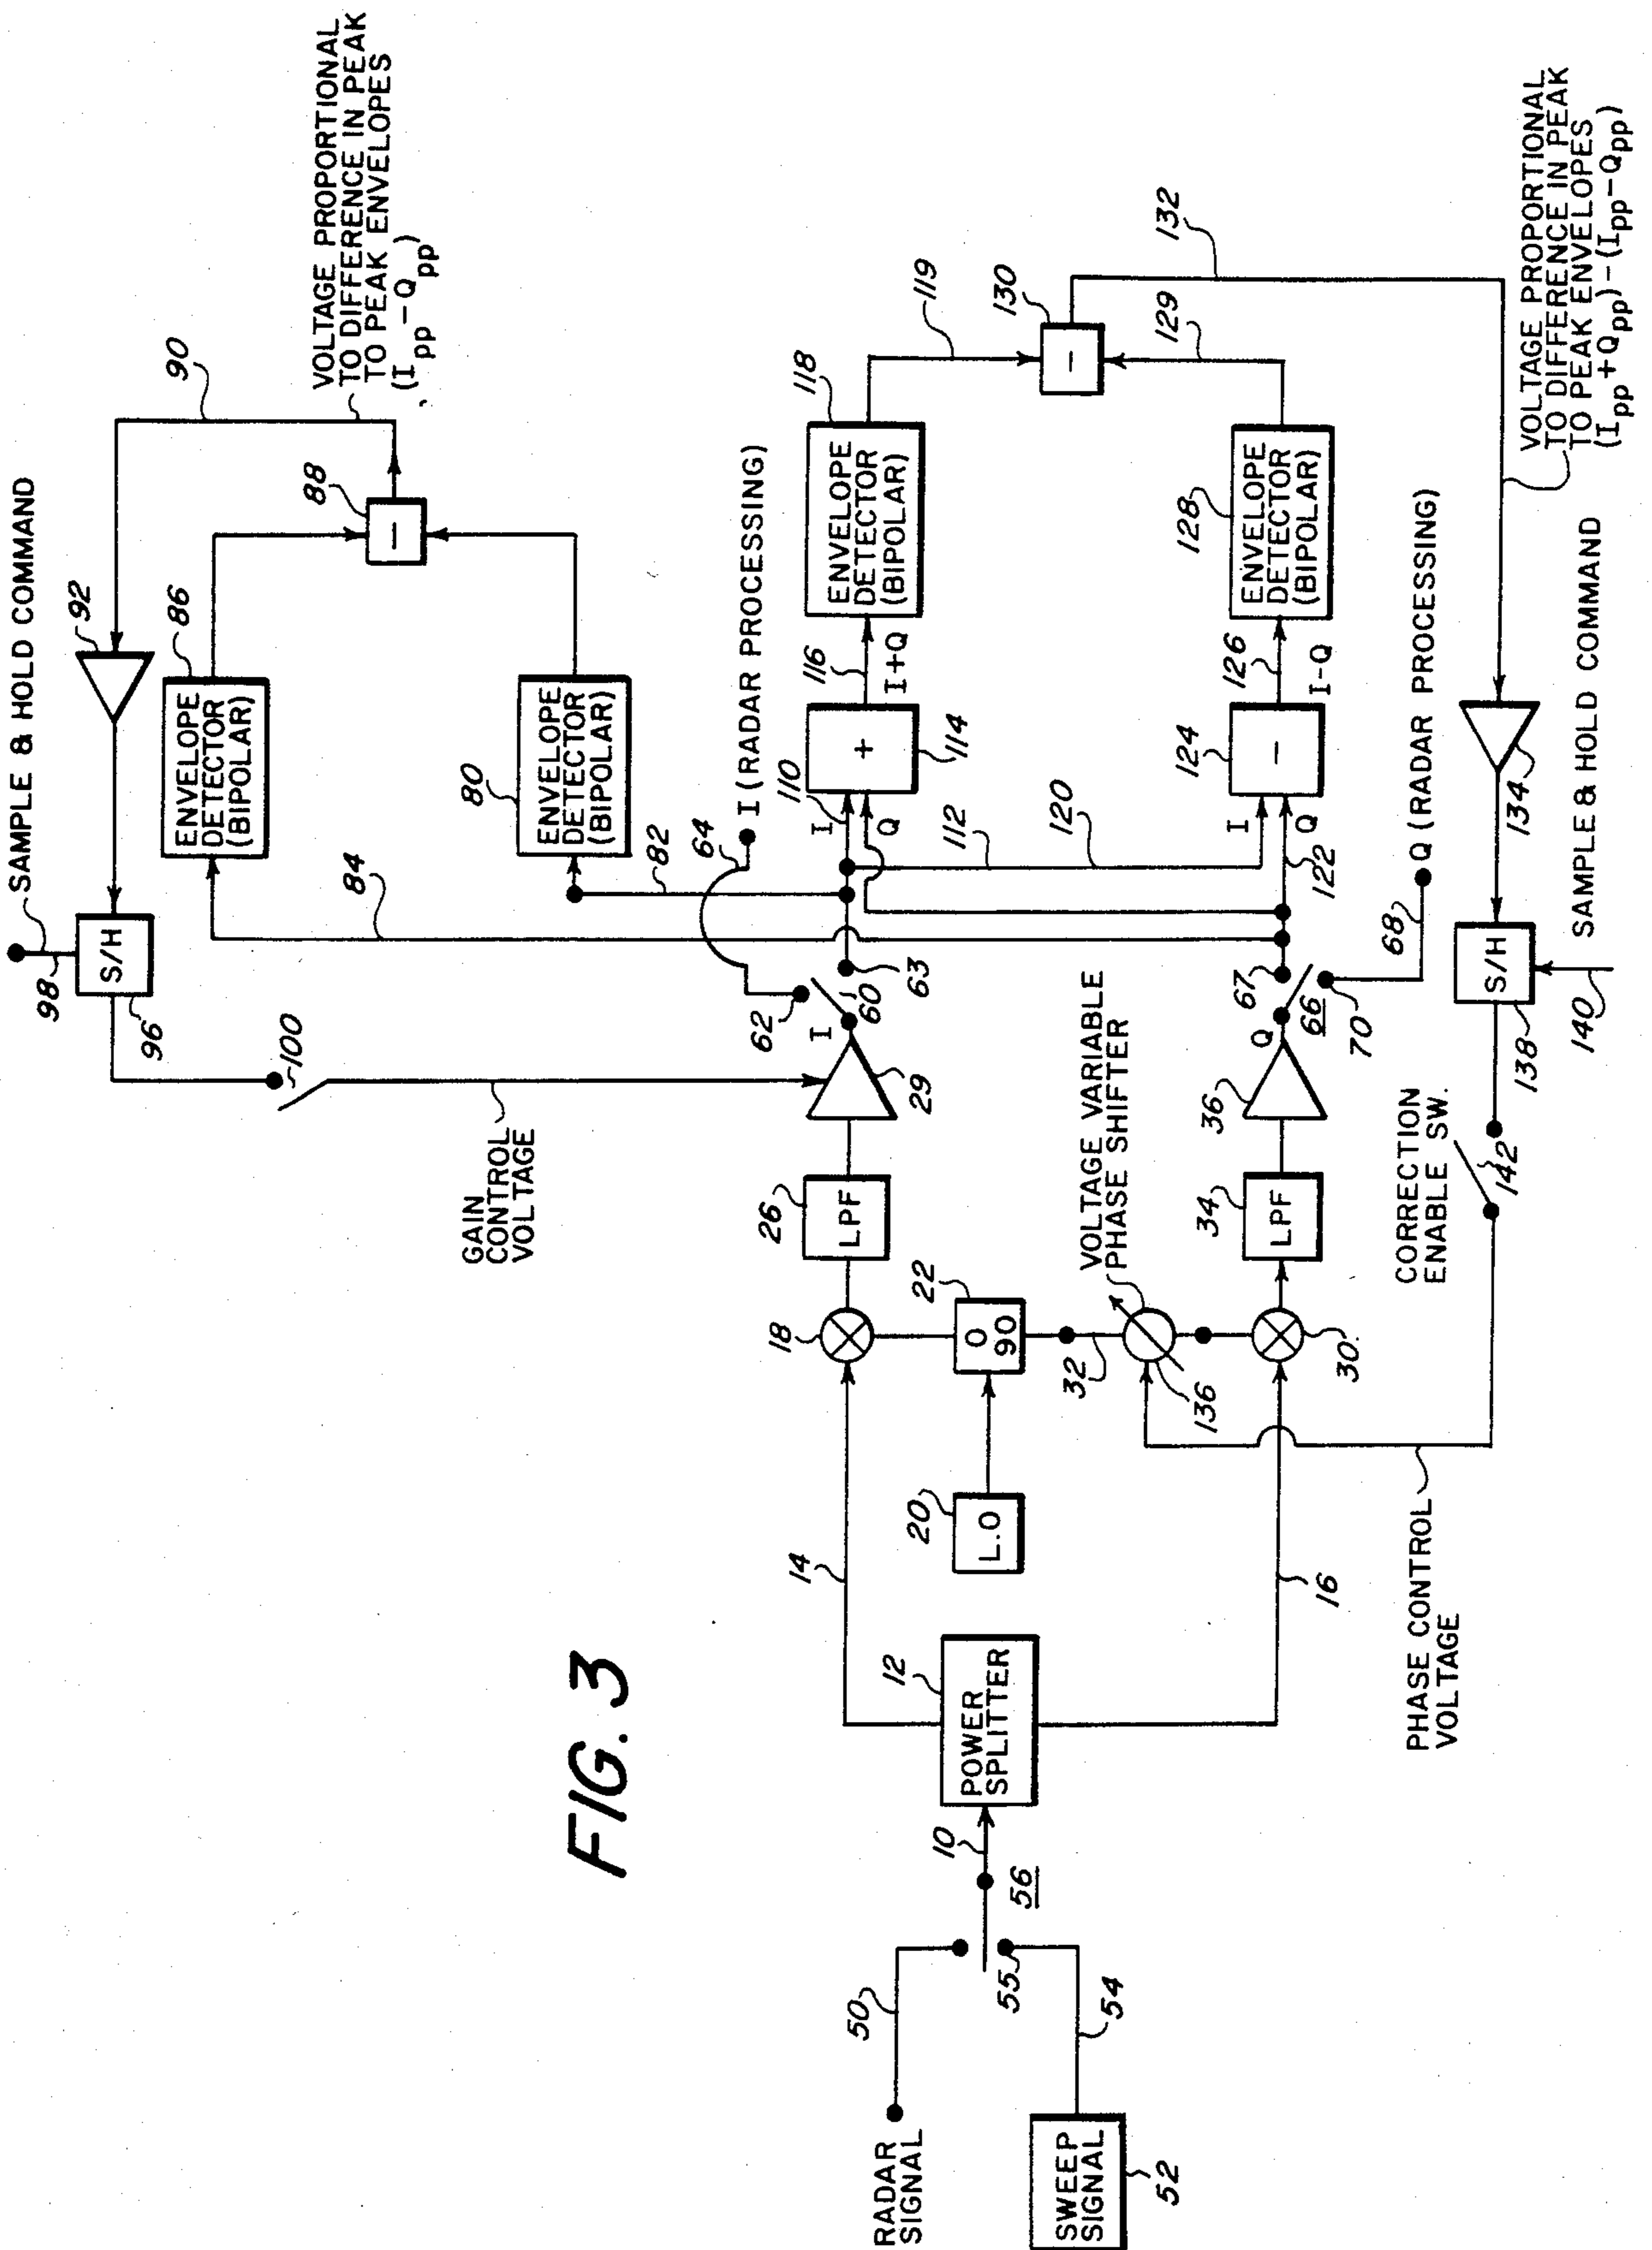 FIG. 3
SAMPLE & HOLD COMMAND
98
S/H
96
100
92
90
VOLTAGE PROPORTIONAL
TO DIFFERENCE IN PEAK
TO PEAK ENVELOPES
(Ipp-Qpp)
86
ENVELOPE
DETECTOR
(BIPOLAR)
88
-
84
80
ENVELOPE
DETECTOR
(BIPOLAR)
82
GAIN
CONTROL
VOLTAGE
64
I (RADAR PROCESSING)
62
60
63
I
29
26
LPF
18
14
110
I
Q
+
114
116
I+Q
118
ENVELOPE
DETECTOR
(BIPOLAR)
119
130
-
132
112
120
129
RADAR
SIGNAL
50
SWEEP
SIGNAL
52
54
55
56
10
12
POWER
SPLITTER
16
20
L.O
22
0
90
32
136
VOLTAGE VARIABLE
PHASE SHIFTER
30
34
LPF
36
Q
66
67
70
68
Q (RADAR PROCESSING)
122
I
Q
124
-
126
I-Q
128
ENVELOPE
DETECTOR
(BIPOLAR)
PHASE CONTROL
VOLTAGE
CORRECTION
ENABLE SW.
142
138
S/H
140
134
SAMPLE & HOLD COMMAND
VOLTAGE PROPORTIONAL
TO DIFFERENCE IN PEAK
TO PEAK ENVELOPES
(Ipp+Qpp)-(Ipp-Qpp)